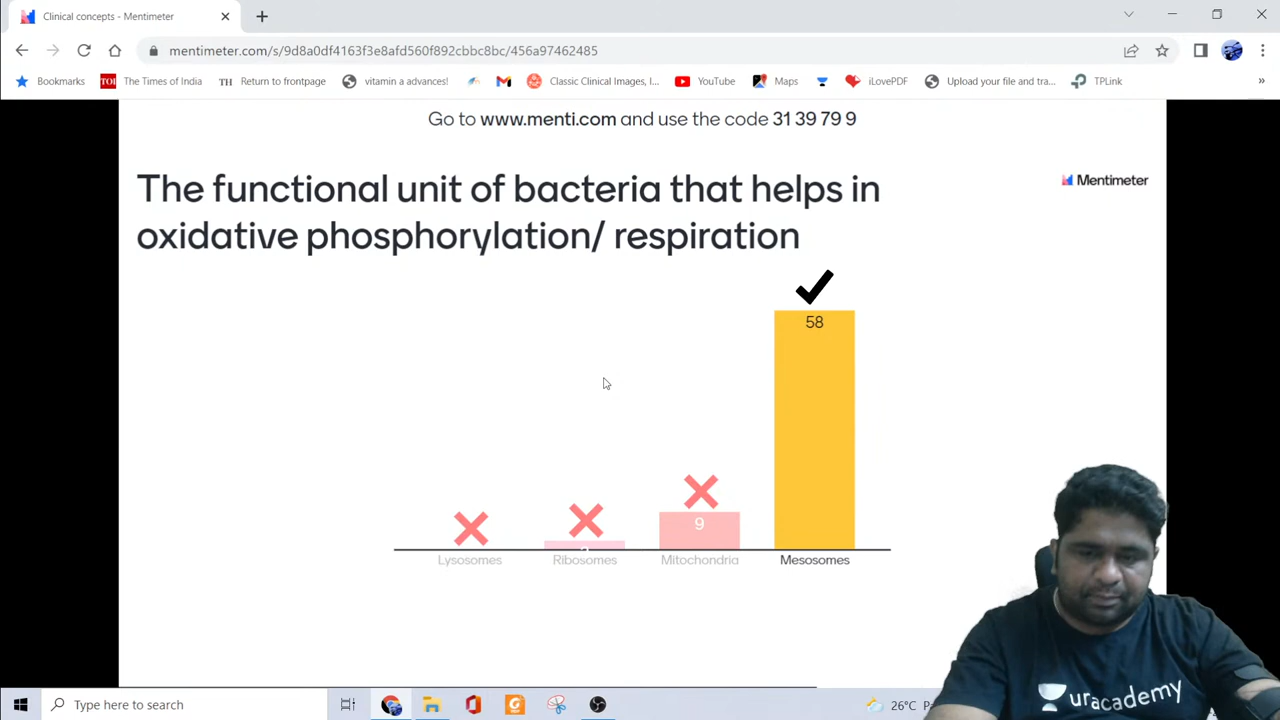 Clinical concepts - Mentimeter
mentimeter.com/s/9d8a0df4163f3e8afd560f892cbbc8bc/456a97462485
Bookmarks TOI The Times of India TH Return to frontpage vitamin a advances! Classic Clinical Images, I... YouTube Maps iLovePDF Upload your file and tra... TPLink »
Go to www.menti.com and use the code 31 39 79 9
The functional unit of bacteria that helps in
oxidative phosphorylation/ respiration
Mentimeter
58
9
Lysosomes Ribosomes Mitochondria Mesosomes
uracademy
Type here to search
26°C